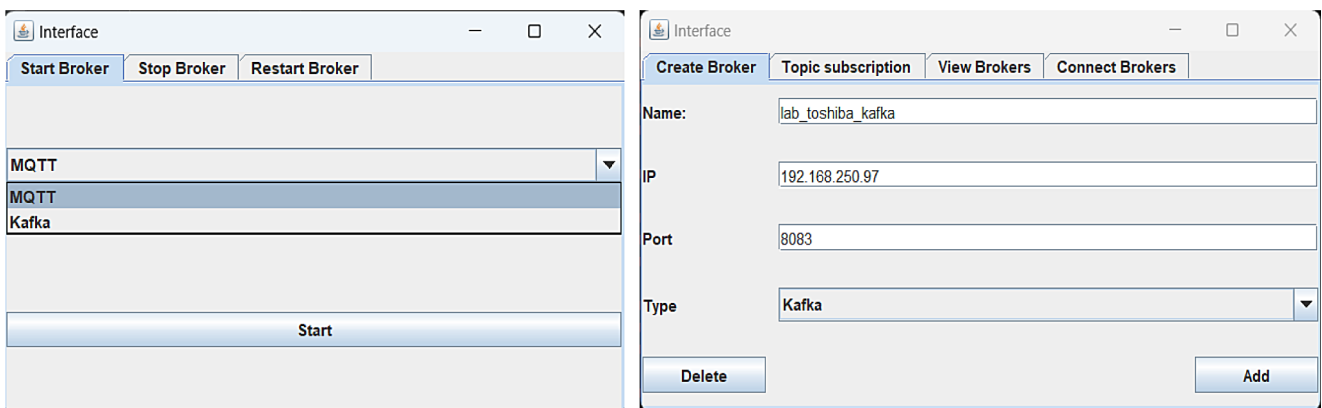 Interface
Start Broker Stop Broker Restart Broker
MQTT
MQTT
Kafka
Start
Interface
Create Broker Topic subscription View Brokers Connect Brokers
Name: lab_toshiba_kafka
IP 192.168.250.97
Port 8083
Type Kafka
Delete Add